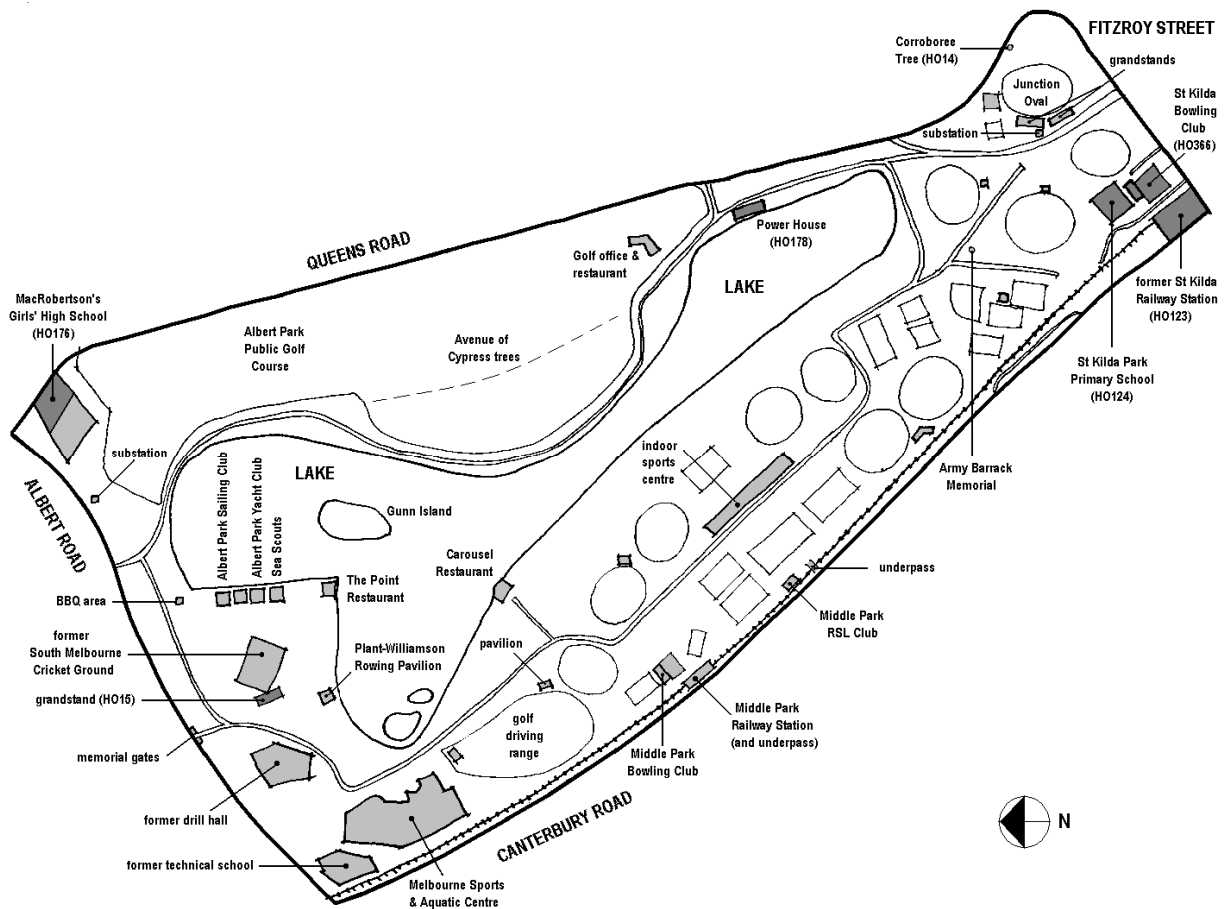 FITZROY STREET
Corroboree
Tree (HO14)
grandstands
Junction
Oval
St Kilda
Bowling
Club
(HO366)
substation
Power House
(HO178)
QUEENS ROAD
Golf office &
restaurant
LAKE
former St Kilda
Railway Station
(HO123)
MacRobertson's
Girls' High School
(HO176)
Albert Park
Public Golf
Course
Avenue of
Cypress trees
St Kilda Park
Primary School
(HO124)
substation
ALBERT ROAD
Albert Park Sailing Club
Albert Park Yacht Club
Sea Scouts
LAKE
Gunn Island
indoor
sports
centre
Army Barrack
Memorial
Carousel
Restaurant
underpass
The Point
Restaurant
BBQ area
Middle Park
RSL Club
former
South Melbourne
Cricket Ground
Plant-Williamson
Rowing Pavilion
pavilion
grandstand (HO15)
golf
driving
range
Middle Park
Railway Station
(and underpass)
memorial gates
Middle Park
Bowling Club
former drill hall
CANTERBURY ROAD
N
former technical school
Melbourne Sports
& Aquatic Centre